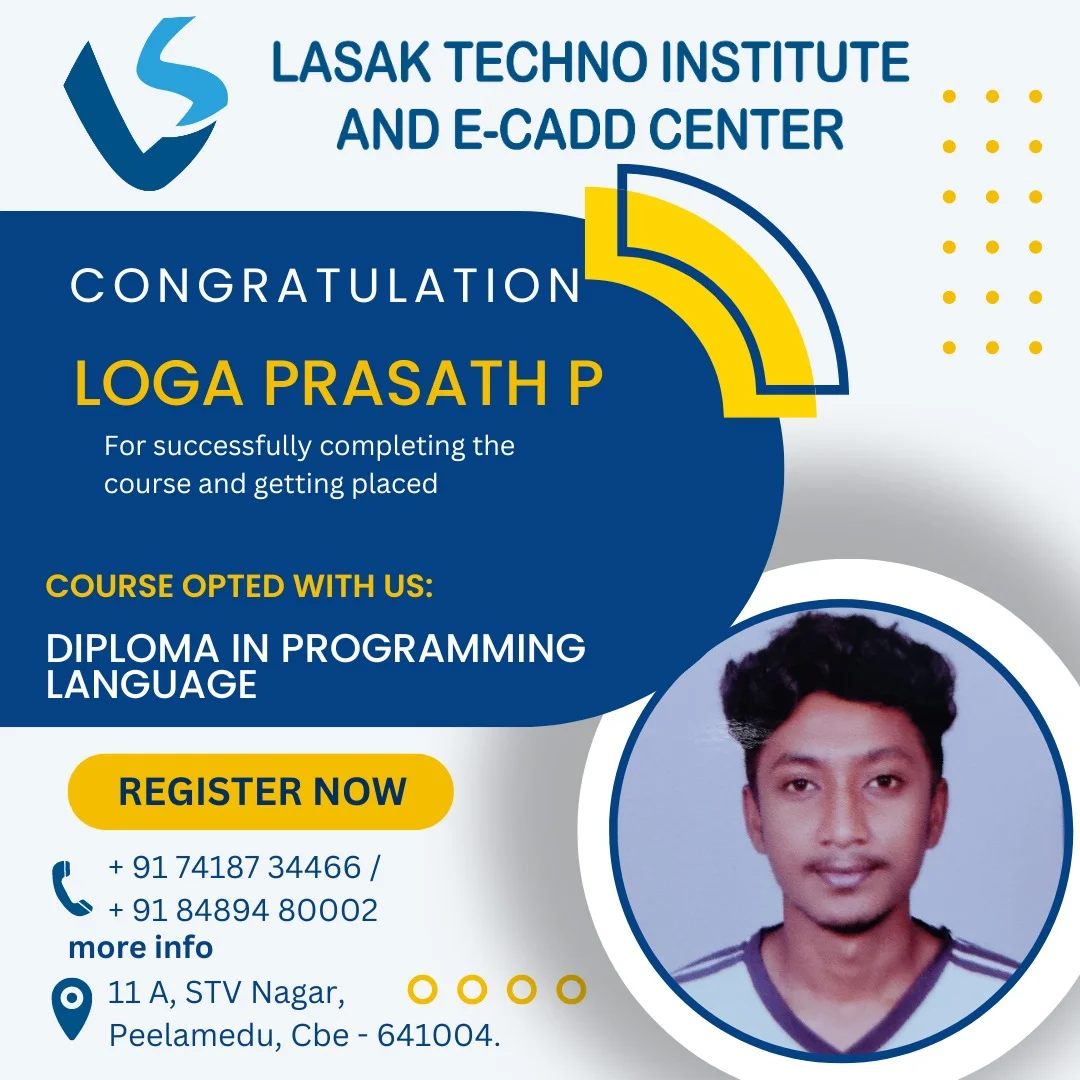 LASAK TECHNO INSTITUTE
AND E-CADD CENTER
CONGRATULATION
LOGA PRASATH P
For successfully completing the
course and getting placed
COURSE OPTED WITH US:
DIPLOMA IN PROGRAMMING
LANGUAGE
REGISTER NOW
+ 91 74187 34466 /
+ 91 84894 80002
more info
11 A, STV Nagar,
Peelamedu, Cbe - 641004.